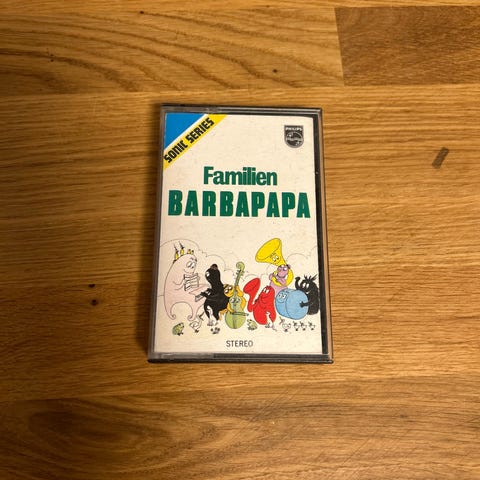 SONIC SERIES
PHILIPS
Familien
BARBAPAPA
STEREO